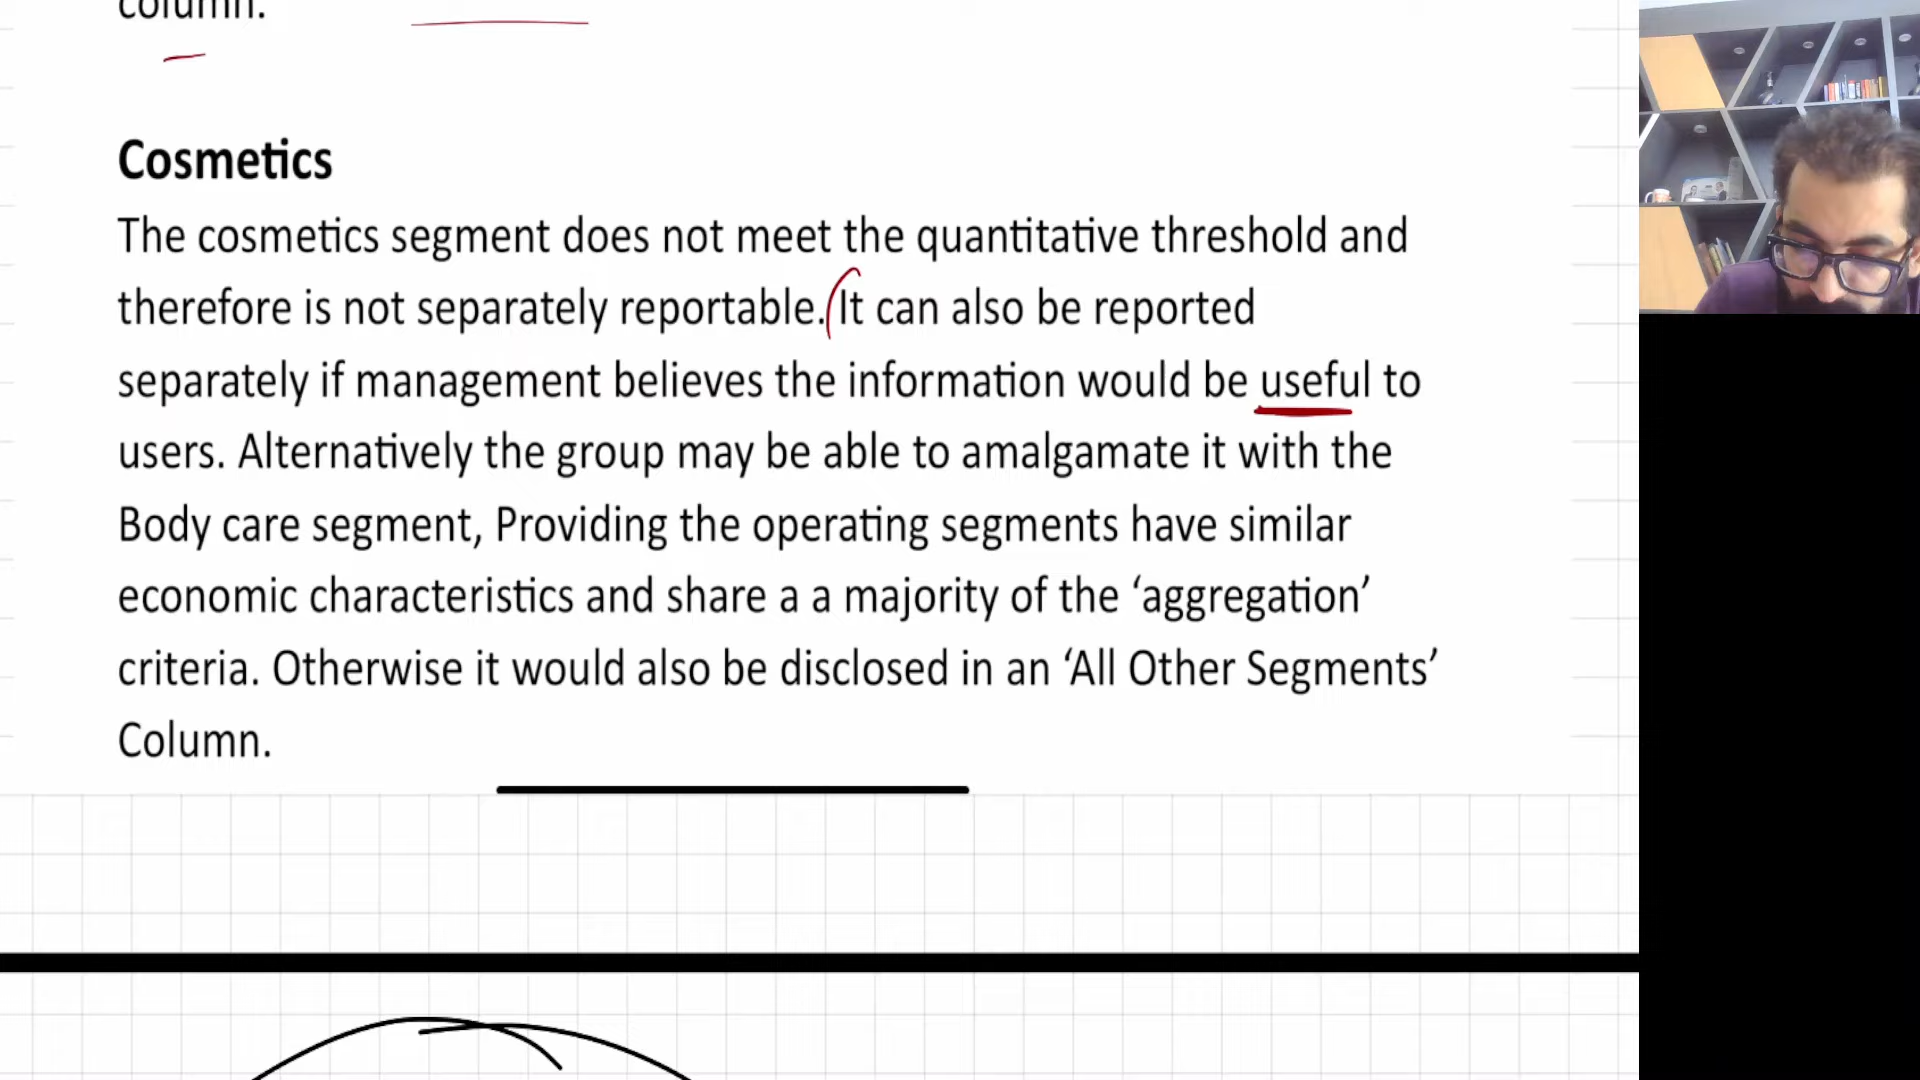 column.
Cosmetics
The cosmetics segment does not meet the quantitative threshold and
therefore is not separately reportable. It can also be reported
separately if management believes the information would be useful to
users. Alternatively the group may be able to amalgamate it with the
Body care segment, Providing the operating segments have similar
economic characteristics and share a a majority of the ‘aggregation’
criteria. Otherwise it would also be disclosed in an ‘All Other Segments’
Column.